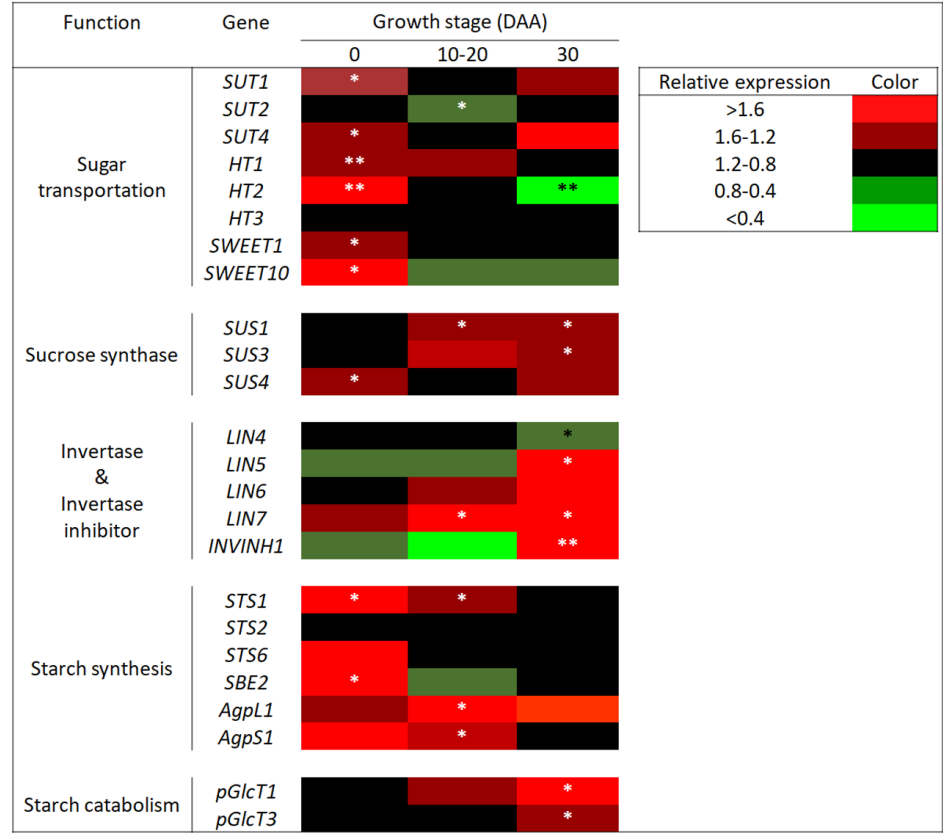 Function Gene Growth stage (DAA)
0 10-20 30
Sugar transportation
SUT1 *
SUT2 *
SUT4 *
HT1 **
HT2 ** **
HT3
SWEET1 *
SWEET10 *
Sucrose synthase
SUS1 * *
SUS3 *
SUS4 *
Invertase
&
Invertase
inhibitor
LIN4 *
LIN5 *
LIN6
LIN7 * *
INVINH1 **
Starch synthesis
STS1 * *
STS2
STS6
SBE2 *
AgpL1 *
AgpS1 *
Starch catabolism
pGlcT1 *
pGlcT3 *
Relative expression Color
>1.6
1.6-1.2
1.2-0.8
0.8-0.4
<0.4